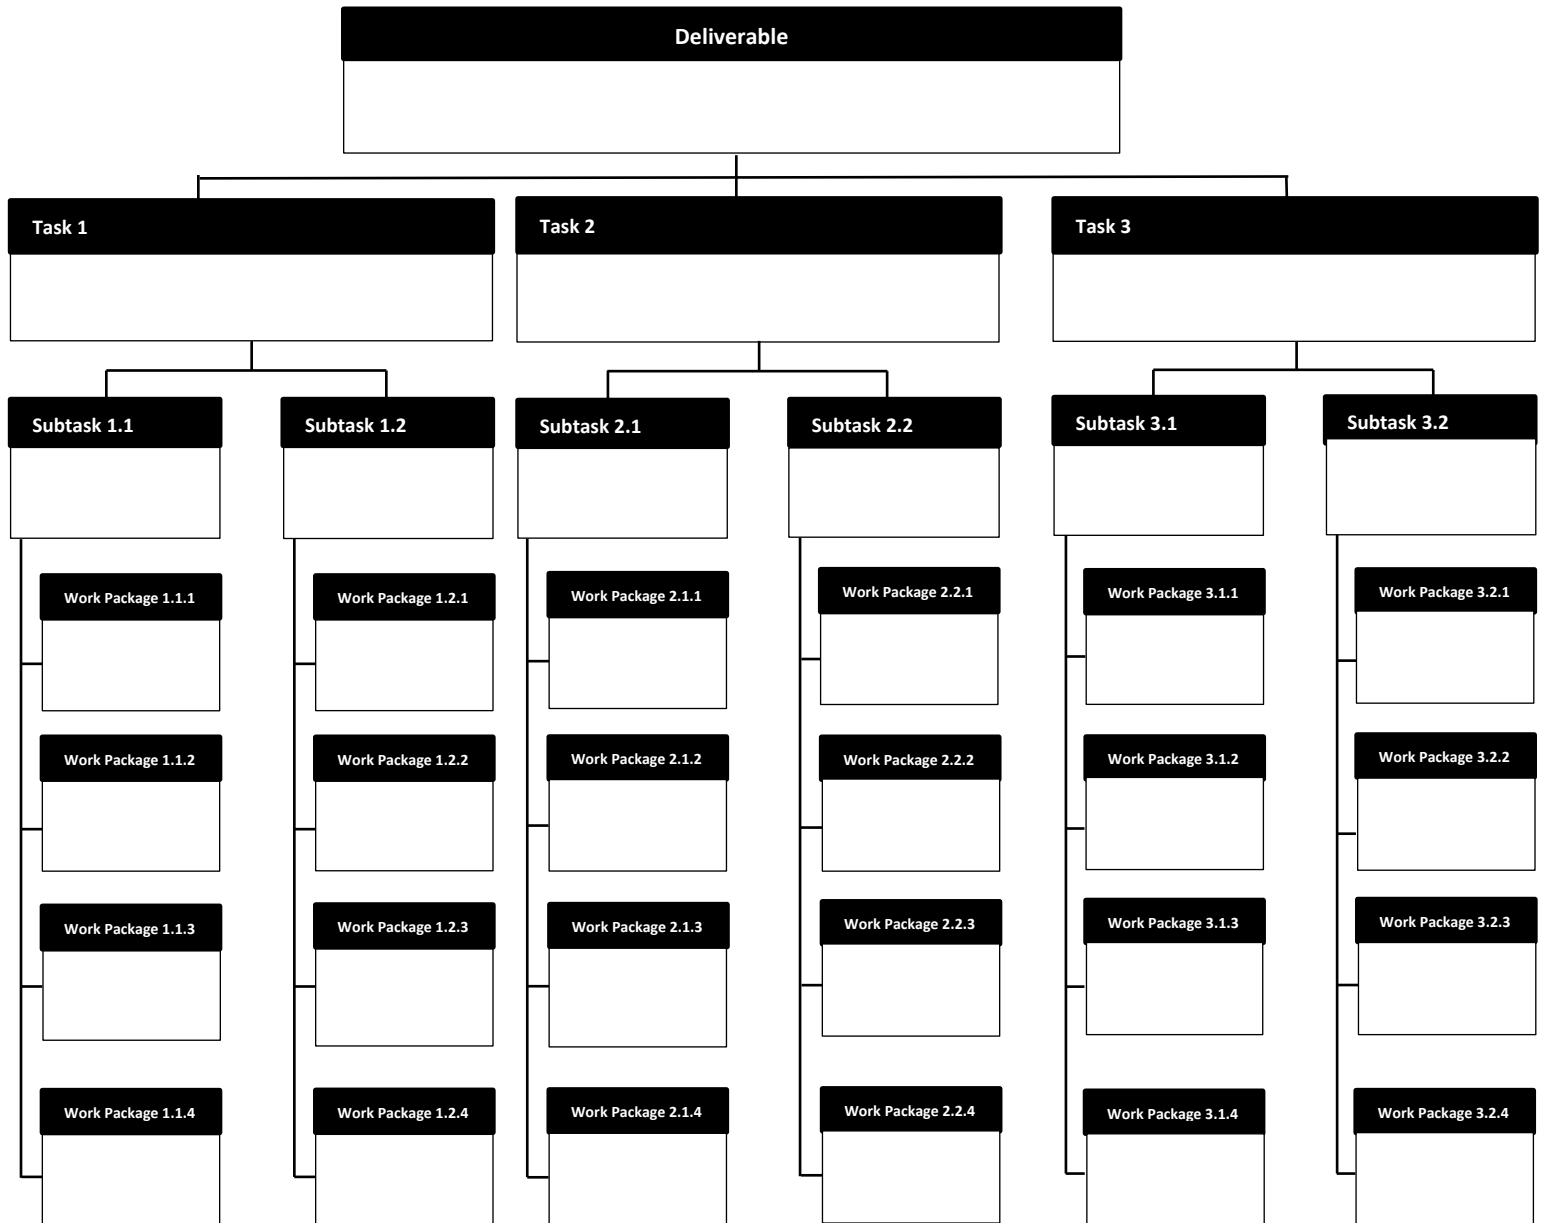 Deliverable
Task 1
Task 2
Task 3
Subtask 1.1
Subtask 1.2
Subtask 2.1
Subtask 2.2
Subtask 3.1
Subtask 3.2
Work Package 1.1.1
Work Package 1.2.1
Work Package 2.1.1
Work Package 2.2.1
Work Package 3.1.1
Work Package 3.2.1
Work Package 1.1.2
Work Package 1.2.2
Work Package 2.1.2
Work Package 2.2.2
Work Package 3.1.2
Work Package 3.2.2
Work Package 1.1.3
Work Package 1.2.3
Work Package 2.1.3
Work Package 2.2.3
Work Package 3.1.3
Work Package 3.2.3
Work Package 1.1.4
Work Package 1.2.4
Work Package 2.1.4
Work Package 2.2.4
Work Package 3.1.4
Work Package 3.2.4